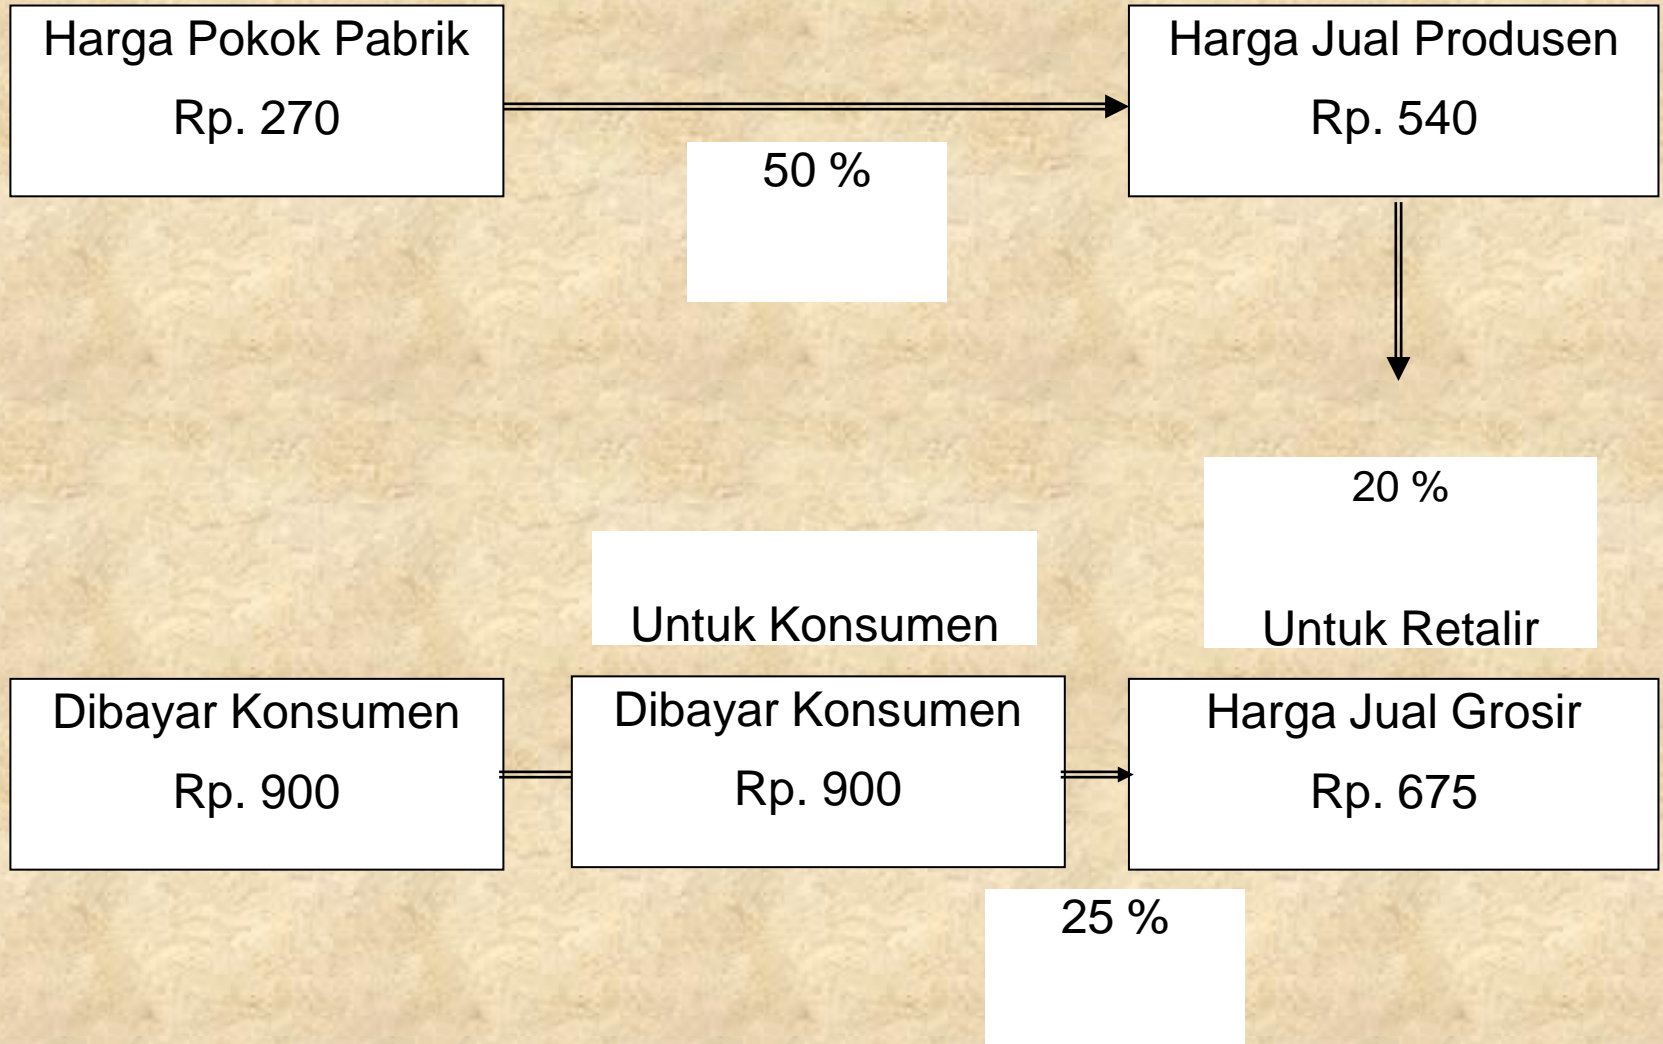 Harga Pokok Pabrik
Rp. 270
Harga Jual Produsen
Rp. 540
50 %
20 %
Untuk Konsumen
Untuk Retalir
Dibayar Konsumen
Rp. 900
Dibayar Konsumen
Rp. 900
Harga Jual Grosir
Rp. 675
25 %